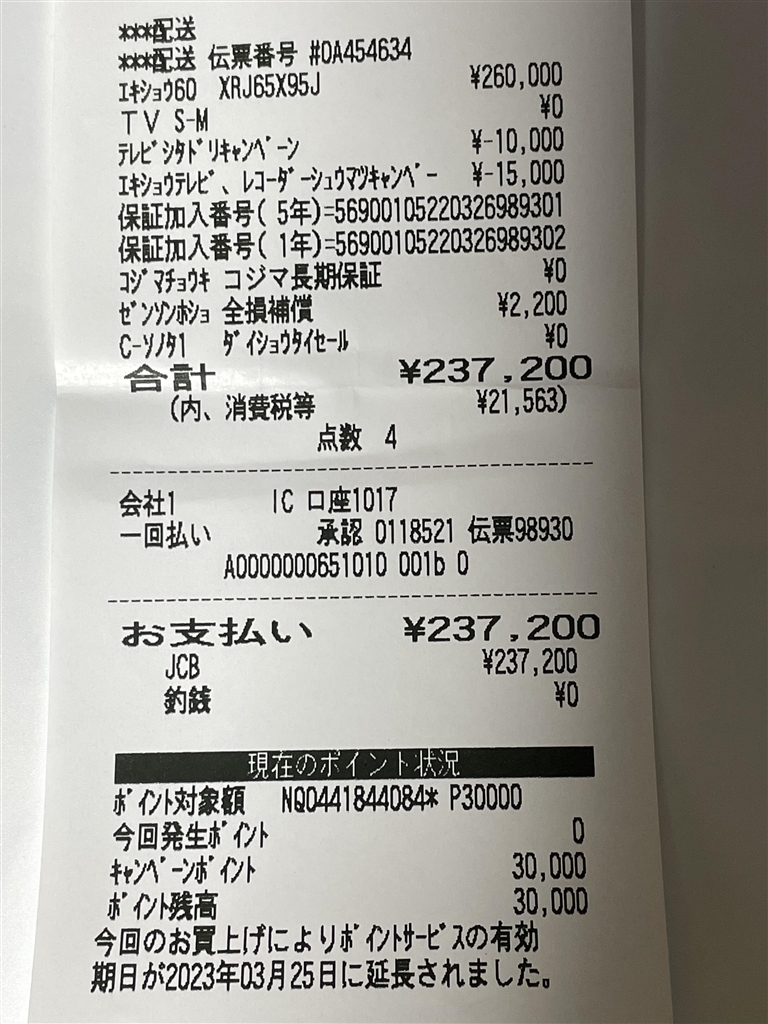 ***配送
***配送 伝票番号 #0A454634
ｴｷｼｮｳ60 XRJ65X95J ¥260,000
ＴＶ S-M ¥0
ﾃﾚﾋﾞｼﾀﾄﾞﾘｷｬﾝﾍﾟｰﾝ ¥-10,000
ｴｷｼｮｳﾃﾚﾋﾞ、ﾚｺｰﾀﾞｰｼｭｳﾏﾂｷｬﾝﾍﾟｰ ¥-15,000
保証加入番号( 5年)=56900105220326989301
保証加入番号( 1年)=56900105220326989302
ｺｼﾞﾏﾁｮｳｷ コジマ長期保証 ¥0
ｾﾞﾝｿﾝﾎｼｮ 全損補償 ¥2,200
C-ｿﾉﾀ1 ﾀﾞｲｼｮｳﾀｲｾｰﾙ ¥0
合計 ¥237,200
(内、消費税等 ¥21,563)
点数 4
会社1 IC 口座1017
一回払い 承認 0118521 伝票98930
A0000000651010 001b 0
お支払い ¥237,200
JCB ¥237,200
釣銭 ¥0
現在のポイント状況
ﾎﾟｲﾝﾄ対象額 NQ0441844084* P30000
今回発生ﾎﾟｲﾝﾄ 0
ｷｬﾝﾍﾟｰﾝﾎﾟｲﾝﾄ 30,000
ﾎﾟｲﾝﾄ残高 30,000
今回のお買上げによりﾎﾟｲﾝﾄｻｰﾋﾞｽの有効
期日が2023年03月25日に延長されました。